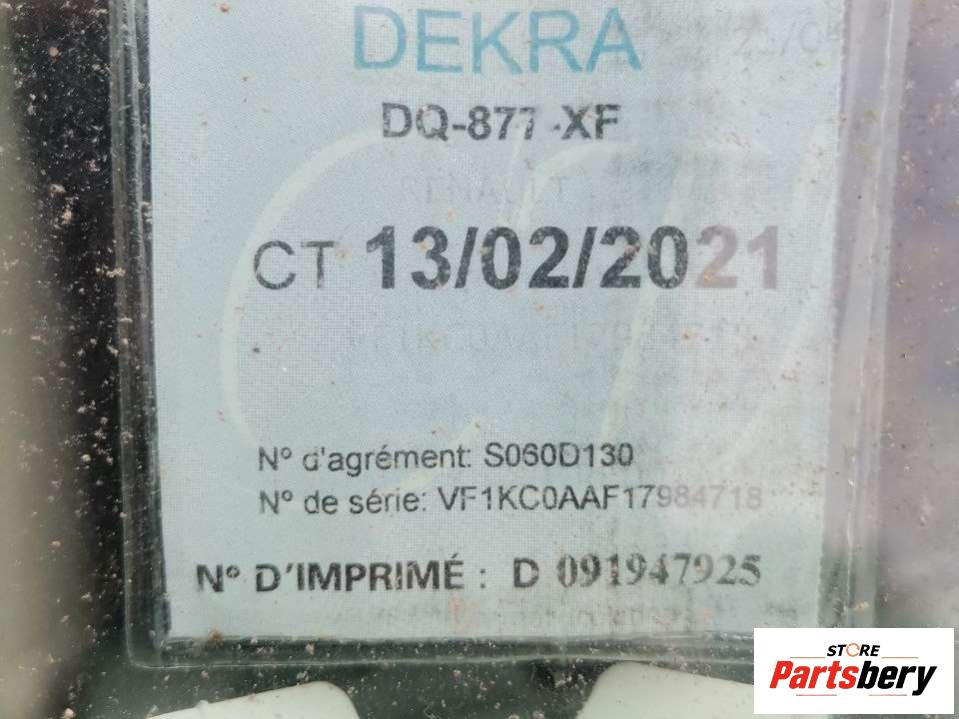 DEKRA
DQ-877-XF
CT 13/02/2021
N° d'agrément: S060D130
N° de série: VF1KC0AAF17984718
N° D'IMPRIMÉ : D 091947925
STORE
Partsbery